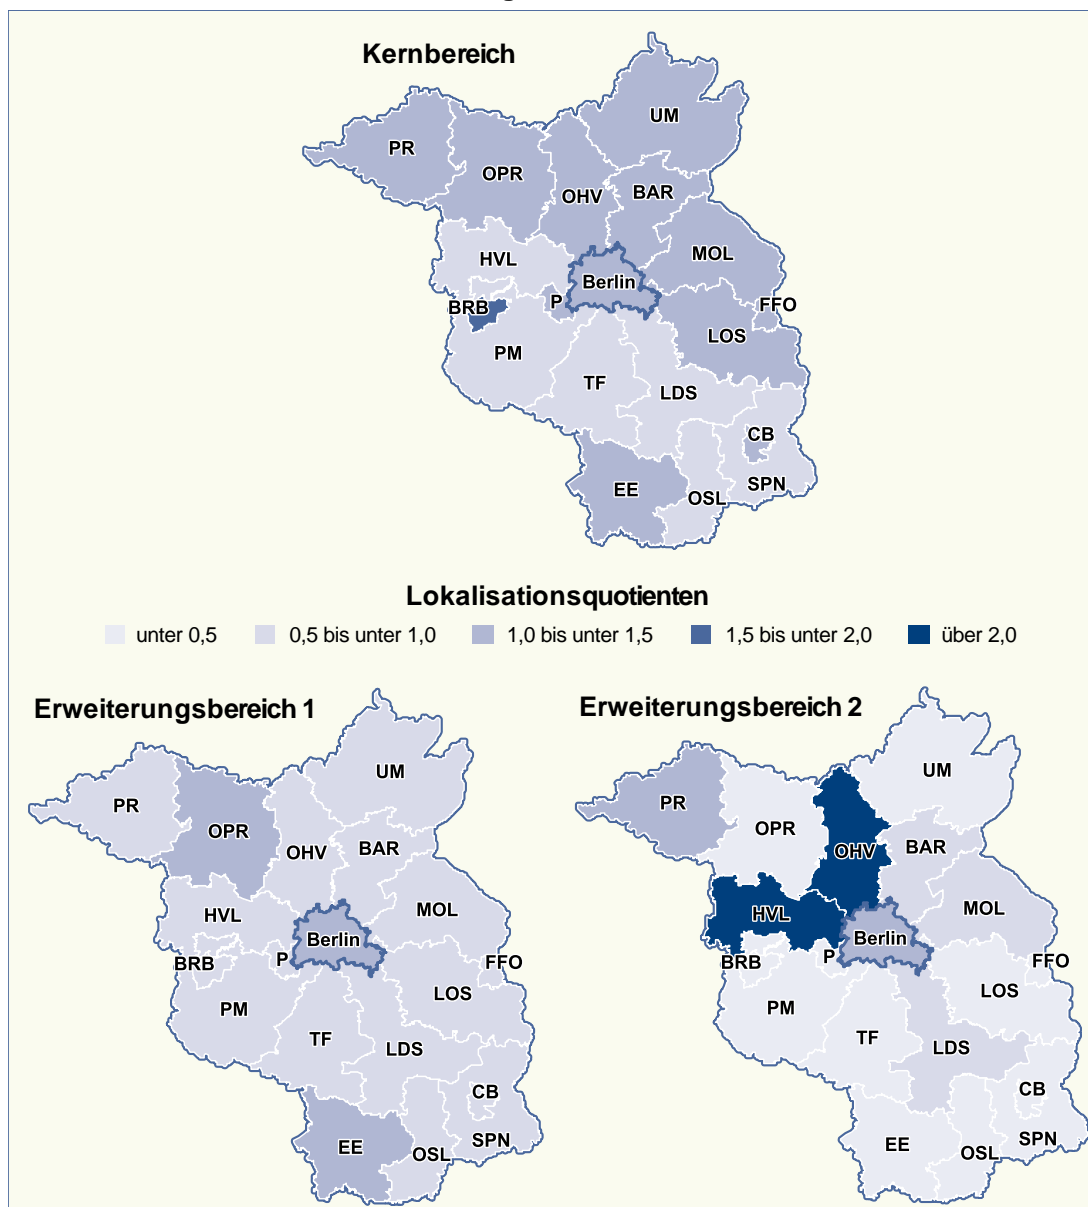 Kernbereich
UM
PR
OPR
BAR
OHV
MOL
HVL
Berlin
P
FFO
BRB
LOS
PM
TF
LDS
CB
SPN
EE
OSL
Lokalisationsquotienten
unter 0,5
0,5 bis unter 1,0
1,0 bis unter 1,5
1,5 bis unter 2,0
über 2,0
Erweiterungsbereich 1
UM
PR
OPR
OHV
BAR
HVL
MOL
Berlin
P
BRB
FFO
LOS
PM
TF
LDS
CB
SPN
EE
OSL
Erweiterungsbereich 2
UM
PR
OPR
OHV
BAR
HVL
MOL
Berlin
P
BRB
FFO
LOS
PM
TF
LDS
CB
SPN
EE
OSL